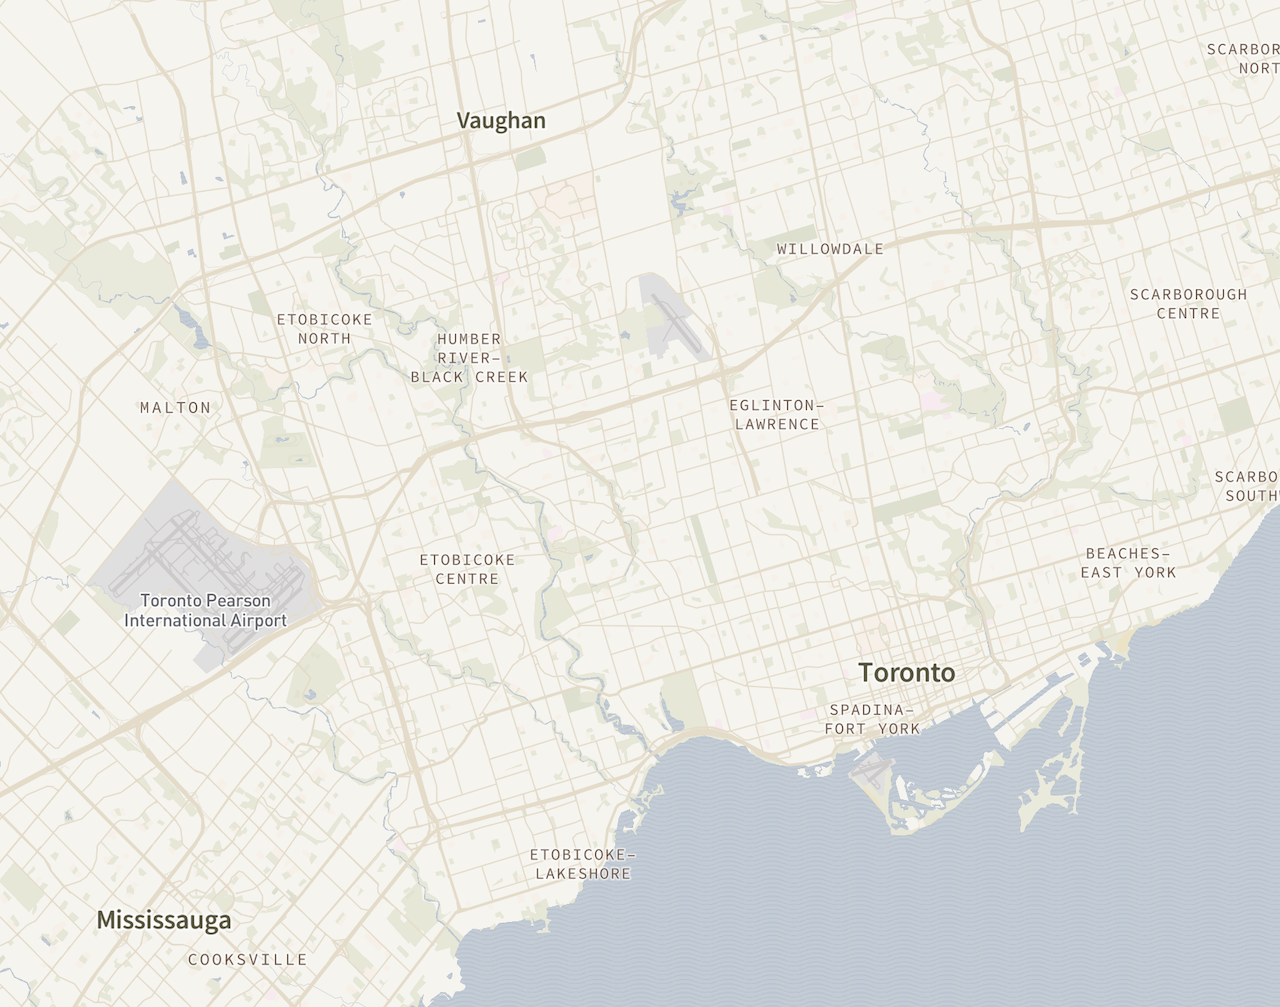 SCARBOR
NORT
Vaughan
WILLOWDALE
SCARBOROUGH
CENTRE
ETOBICOKE
NORTH
HUMBER
RIVER–
BLACK CREEK
MALTON
EGLINTON–
LAWRENCE
SCARBO
SOUTH
BEACHES–
EAST YORK
ETOBICOKE
CENTRE
Toronto Pearson
International Airport
Toronto
SPADINA–
FORT YORK
ETOBICOKE–
LAKESHORE
Mississauga
COOKSVILLE